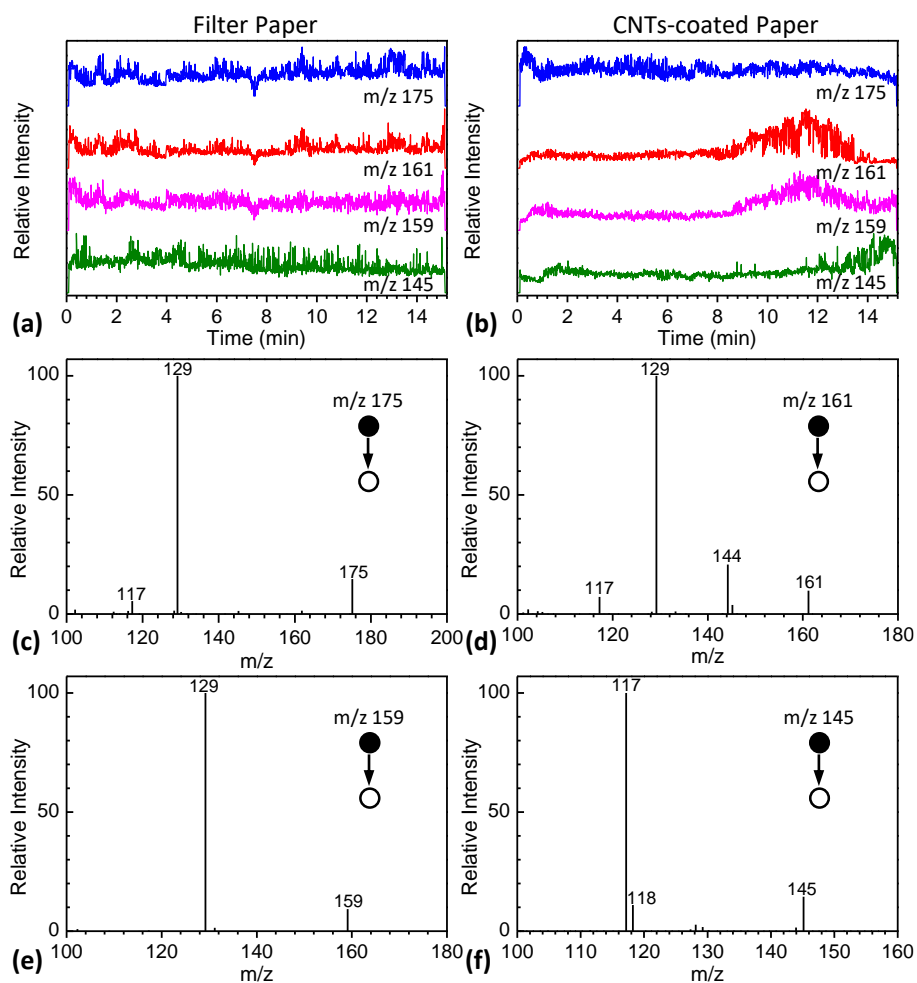 Filter Paper
CNTs-coated Paper
Relative Intensity
m/z 175
m/z 161
m/z 159
m/z 145
0 2 4 6 8 10 12 14
Time (min)
(a)
Relative Intensity
m/z 175
m/z 161
m/z 159
m/z 145
0 2 4 6 8 10 12 14
Time (min)
(b)
Relative Intensity
100
50
0
129
m/z 175
117
175
100 120 140 160 180 200
m/z
(c)
Relative Intensity
100
50
0
129
m/z 161
117
144
161
100 120 140 160 180
m/z
(d)
Relative Intensity
100
50
0
129
m/z 159
159
100 120 140 160 180
m/z
(e)
Relative Intensity
100
50
0
117
m/z 145
118
145
100 110 120 130 140 150 160
m/z
(f)